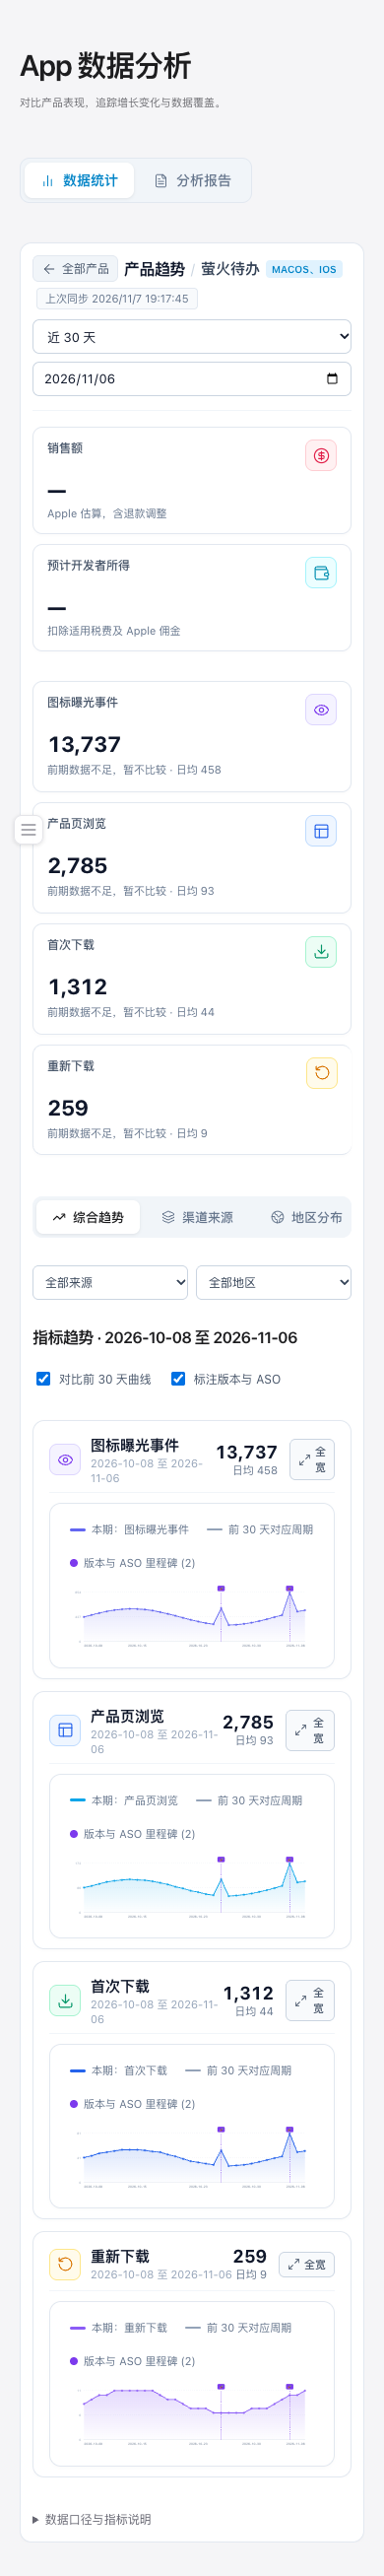 App 数据分析
对比产品表现，追踪增长变化与数据覆盖。
数据统计 分析报告
全部产品 产品趋势 / 萤火待办 MACOS、IOS
上次同步 2026/11/7 19:17:45
近 30 天
2026/11/06
销售额
—
Apple 估算，含退款调整
预计开发者所得
—
扣除适用税费及 Apple 佣金
图标曝光事件
13,737
前期数据不足，暂不比较 · 日均 458
产品页浏览
2,785
前期数据不足，暂不比较 · 日均 93
首次下载
1,312
前期数据不足，暂不比较 · 日均 44
重新下载
259
前期数据不足，暂不比较 · 日均 9
综合趋势 渠道来源 地区分布
全部来源 全部地区
指标趋势 · 2026-10-08 至 2026-11-06
对比前 30 天曲线 标注版本与 ASO
图标曝光事件 13,737 全宽
2026-10-08 至 2026-11-06 日均 458
本期：图标曝光事件 前 30 天对应周期
版本与 ASO 里程碑 (2)
产品页浏览 2,785 全宽
2026-10-08 至 2026-11-06 日均 93
本期：产品页浏览 前 30 天对应周期
版本与 ASO 里程碑 (2)
首次下载 1,312 全宽
2026-10-08 至 2026-11-06 日均 44
本期：首次下载 前 30 天对应周期
版本与 ASO 里程碑 (2)
重新下载 259 全宽
2026-10-08 至 2026-11-06 日均 9
本期：重新下载 前 30 天对应周期
版本与 ASO 里程碑 (2)
数据口径与指标说明